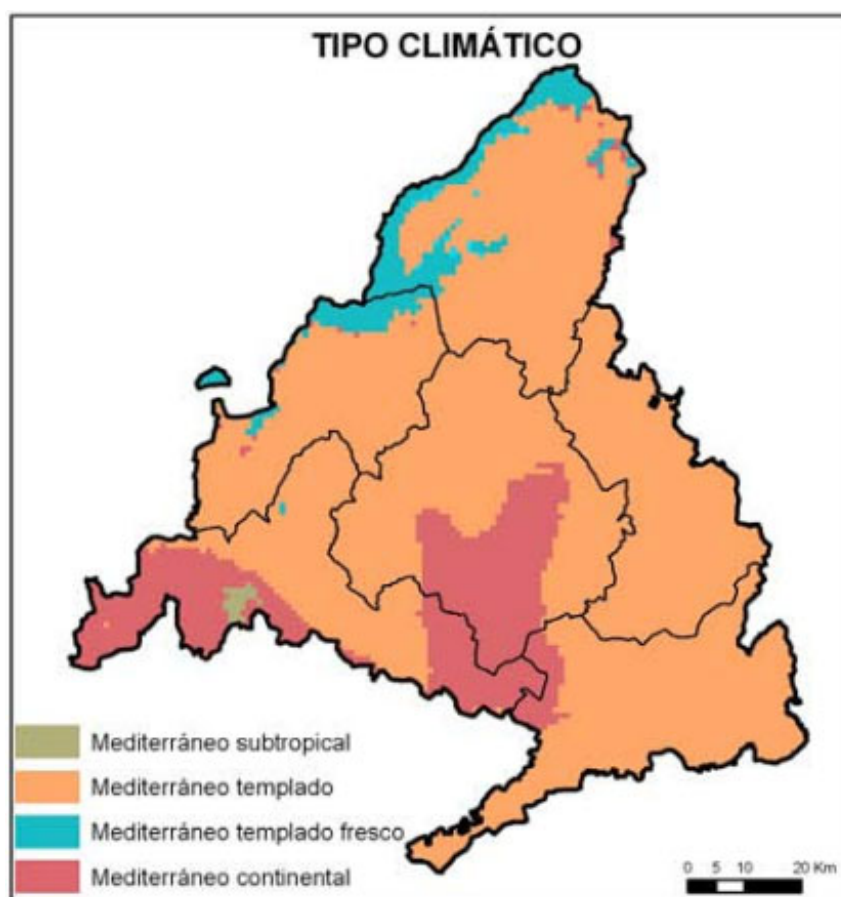 TIPO CLIMÁTICO
Mediterráneo subtropical
Mediterráneo templado
Mediterráneo templado fresco
Mediterráneo continental
0 5 10 20 Km